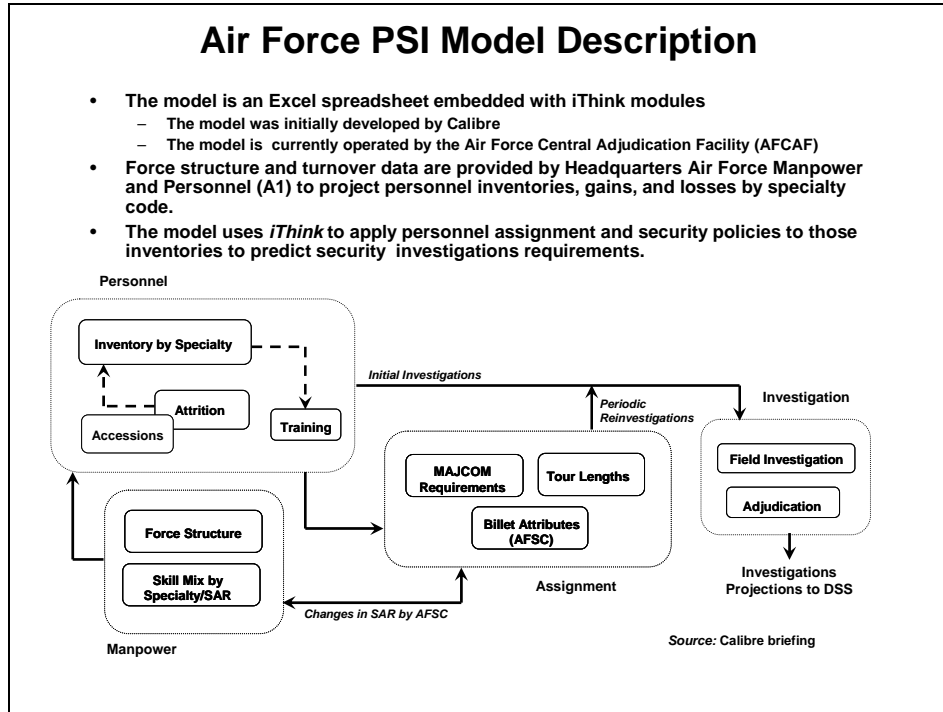 Air Force PSI Model Description
• The model is an Excel spreadsheet embedded with iThink modules
– The model was initially developed by Calibre
– The model is currently operated by the Air Force Central Adjudication Facility (AFCAF)
• Force structure and turnover data are provided by Headquarters Air Force Manpower
and Personnel (A1) to project personnel inventories, gains, and losses by specialty
code.
• The model uses iThink to apply personnel assignment and security policies to those
inventories to predict security investigations requirements.
Personnel
Inventory by Specialty
Attrition
Accessions
Training
Initial Investigations
Periodic
Reinvestigations
Investigation
Field Investigation
Adjudication
Investigations
Projections to DSS
MAJCOM
Requirements
Tour Lengths
Billet Attributes
(AFSC)
Assignment
Force Structure
Skill Mix by
Specialty/SAR
Changes in SAR by AFSC
Manpower
Source: Calibre briefing